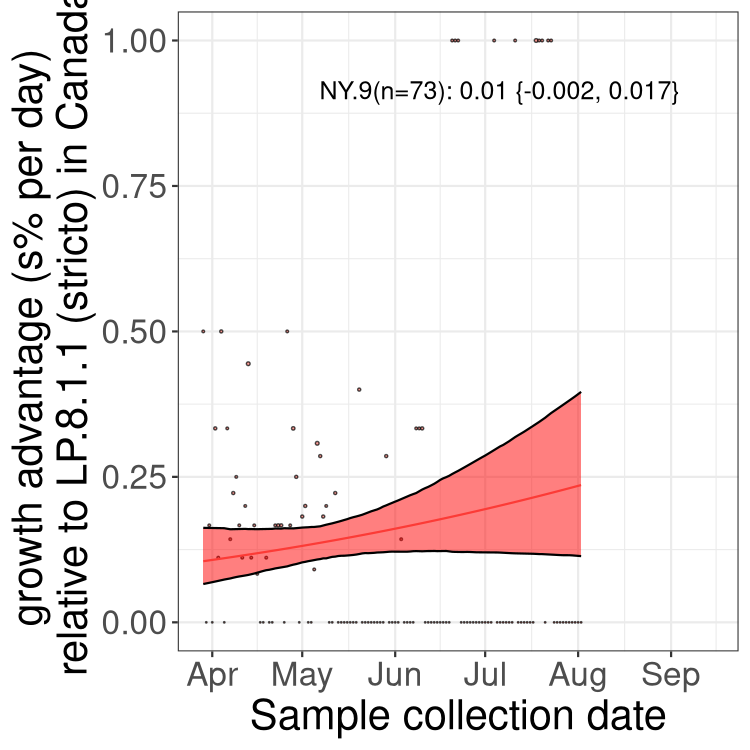 growth advantage (s% per day)
relative to LP.8.1.1 (stricto) in Canada
1.00
0.75
0.50
0.25
0.00
NY.9(n=73): 0.01 {-0.002, 0.017}
Apr May Jun Jul Aug Sep
Sample collection date